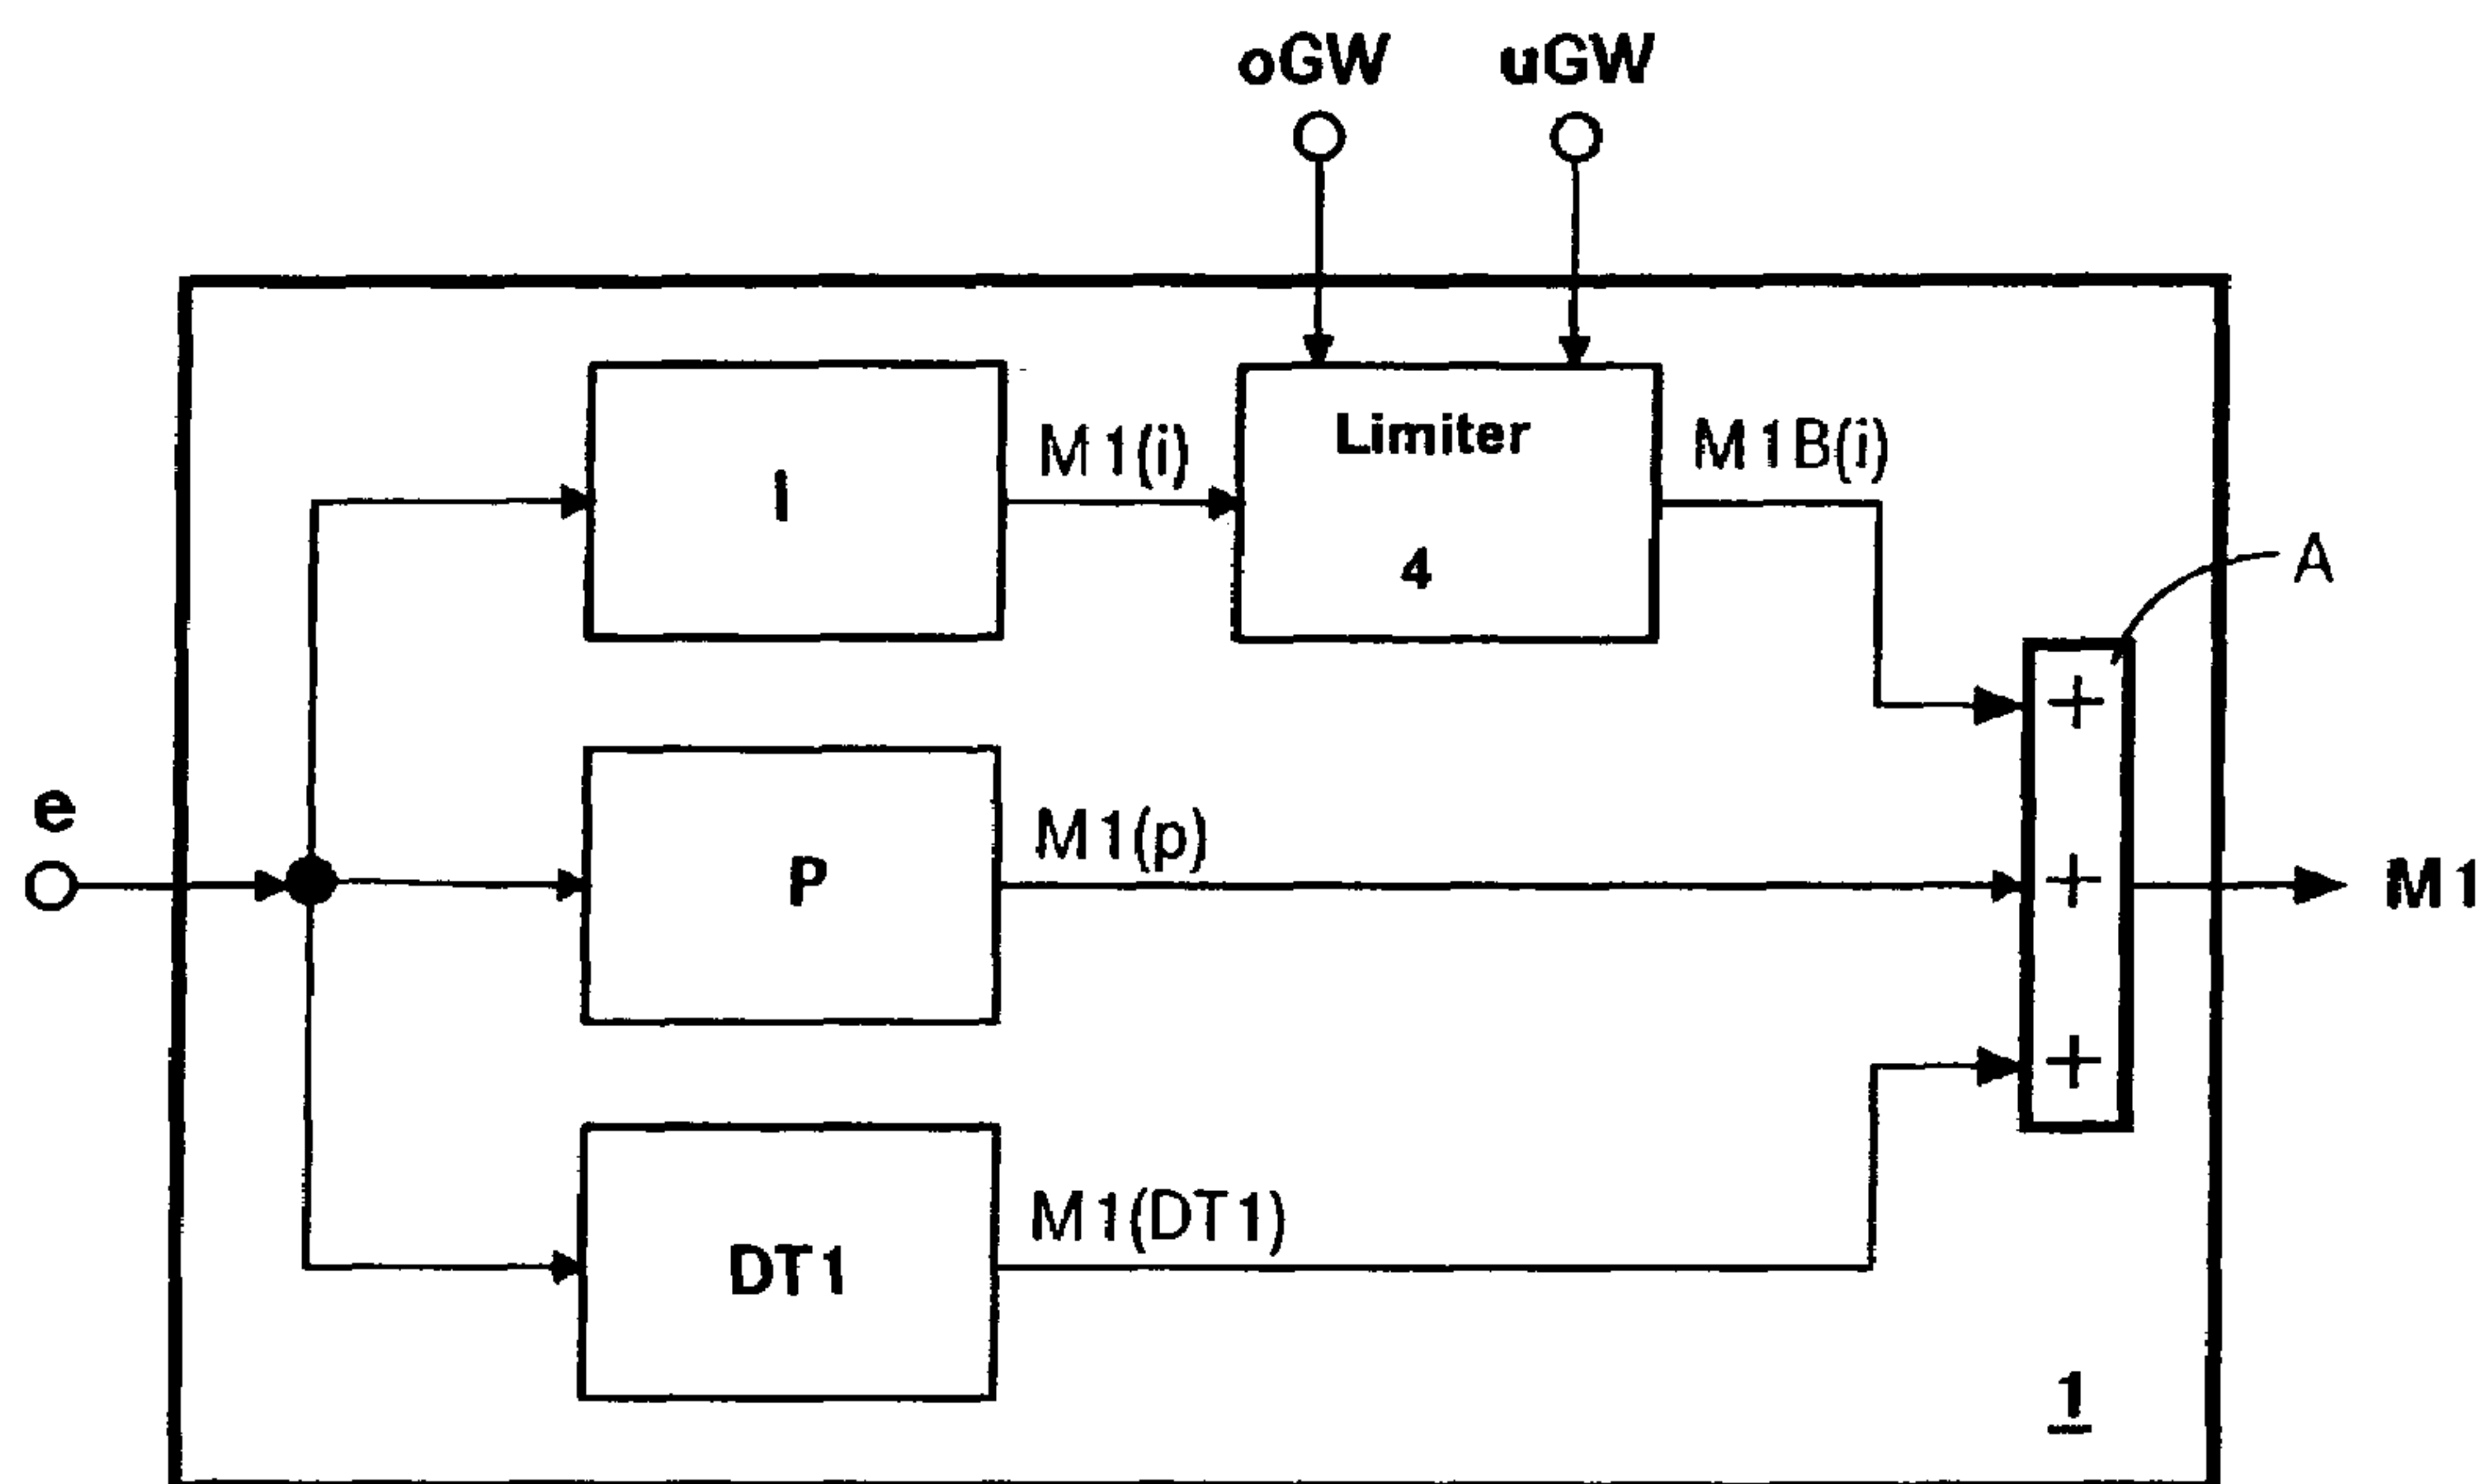 oGW uGW
I
M1(i)
Limiter
4
M1B(i)
A
+
e
P
M1(p)
+
M1
DT1
M1(DT1)
+
1